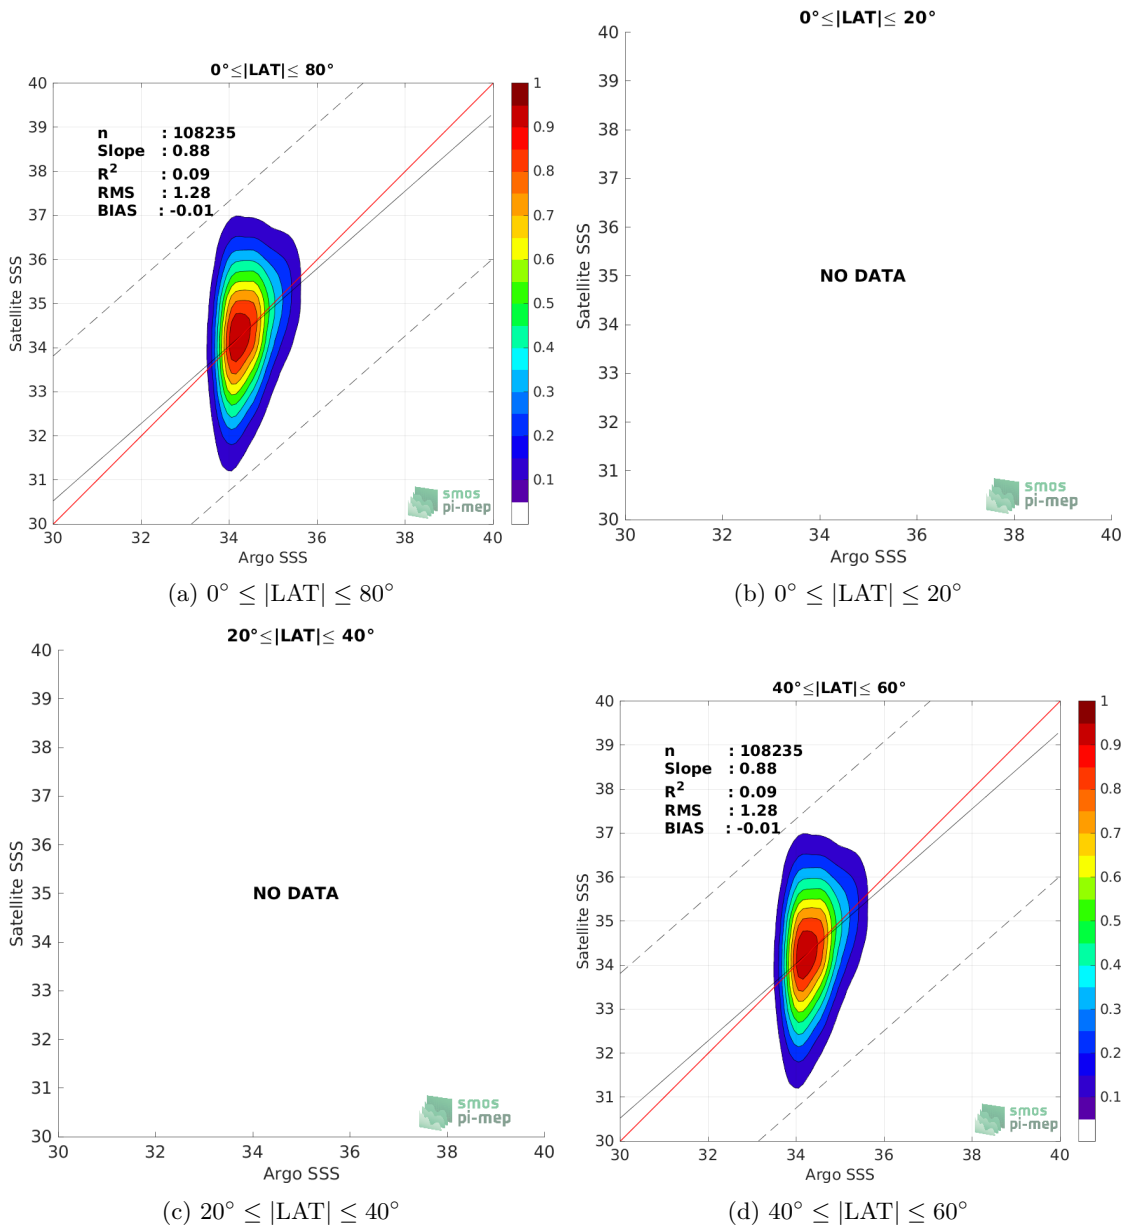 0°≤|LAT|≤ 80°
40
39
38
37
36
35
34
33
32
31
30
Satellite SSS
n : 108235
Slope : 0.88
R² : 0.09
RMS : 1.28
BIAS : -0.01
smos
pi-mep
30 32 34 36 38 40
Argo SSS
1
0.9
0.8
0.7
0.6
0.5
0.4
0.3
0.2
0.1
(a) 0° ≤ |LAT| ≤ 80°
0°≤|LAT|≤ 20°
40
39
38
37
36
35
34
33
32
31
30
Satellite SSS
NO DATA
smos
pi-mep
30 32 34 36 38 40
Argo SSS
(b) 0° ≤ |LAT| ≤ 20°
20°≤|LAT|≤ 40°
40
39
38
37
36
35
34
33
32
31
30
Satellite SSS
NO DATA
smos
pi-mep
30 32 34 36 38 40
Argo SSS
(c) 20° ≤ |LAT| ≤ 40°
40°≤|LAT|≤ 60°
40
39
38
37
36
35
34
33
32
31
30
Satellite SSS
n : 108235
Slope : 0.88
R² : 0.09
RMS : 1.28
BIAS : -0.01
smos
pi-mep
30 32 34 36 38 40
Argo SSS
1
0.9
0.8
0.7
0.6
0.5
0.4
0.3
0.2
0.1
(d) 40° ≤ |LAT| ≤ 60°